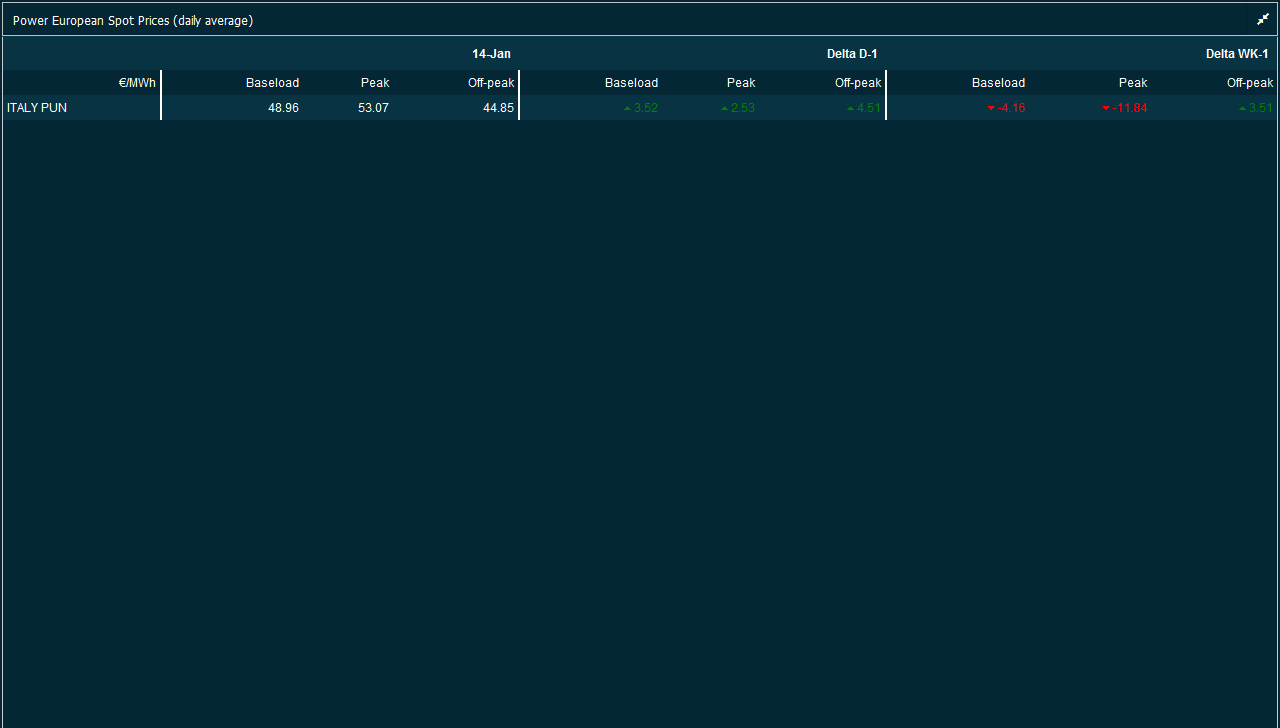 Power European Spot Prices (daily average)
14-Jan Delta D-1 Delta WK-1
€/MWh Baseload Peak Off-peak Baseload Peak Off-peak Baseload Peak Off-peak
ITALY PUN 48.96 53.07 44.85 3.52 2.53 4.51 -4.16 -11.84 3.51